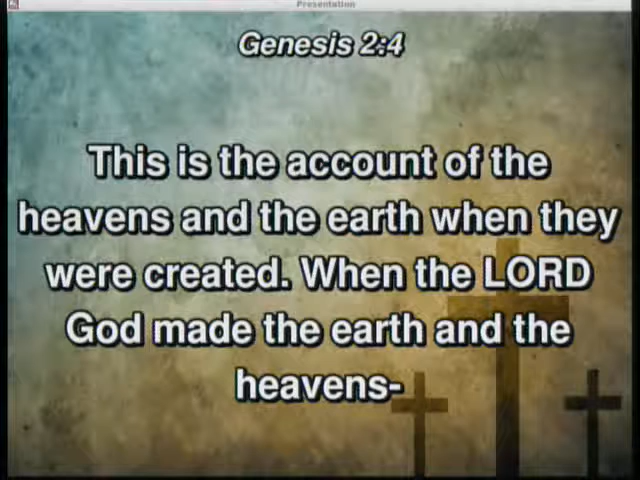 Presentation
Genesis 2:4
This is the account of the
heavens and the earth when they
were created. When the LORD
God made the earth and the
heavens-